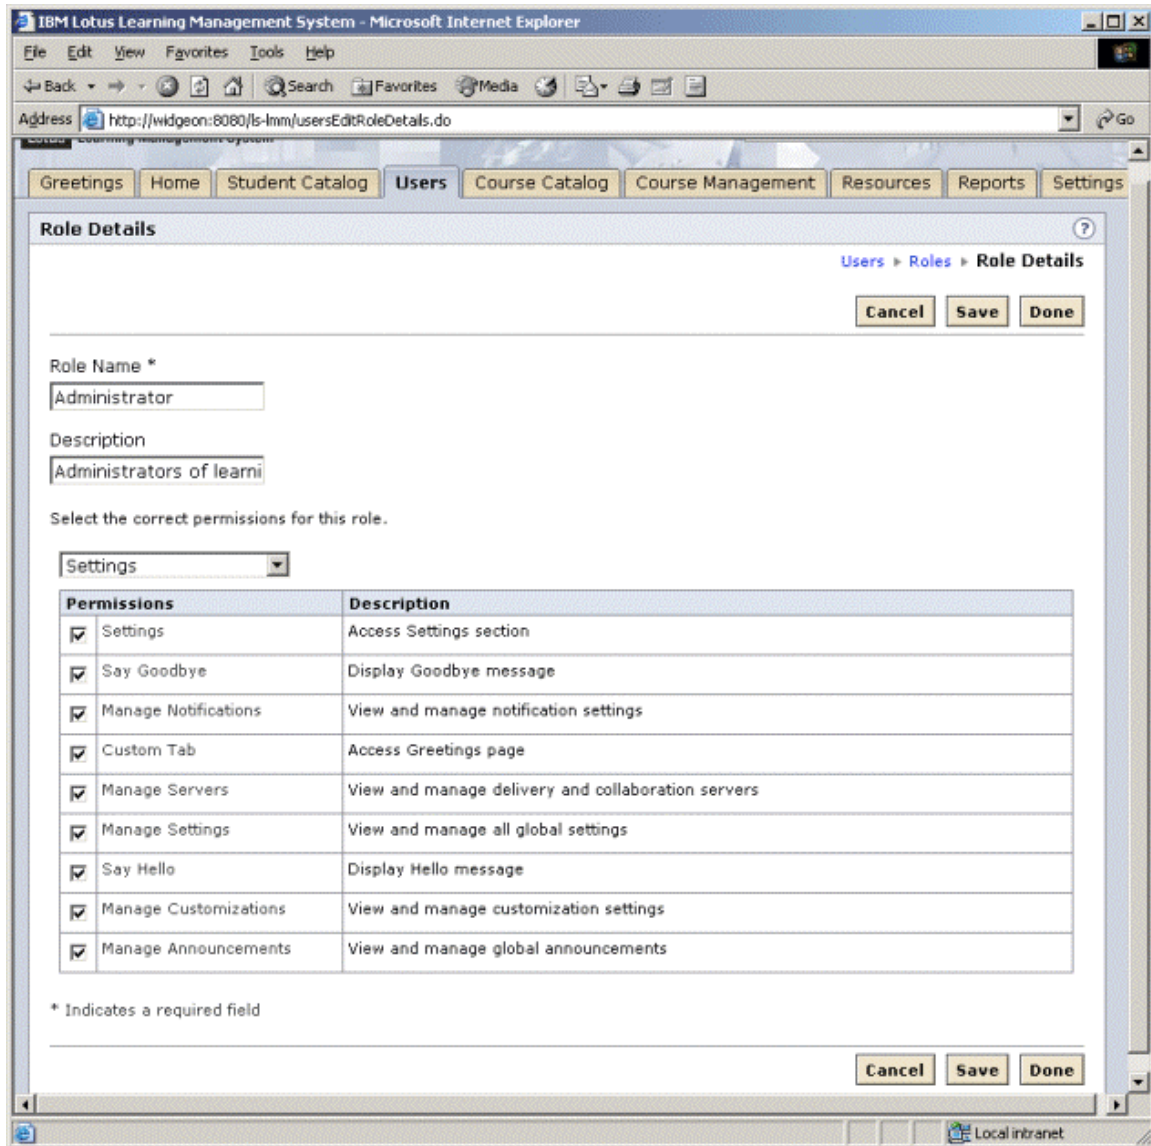 IBM Lotus Learning Management System - Microsoft Internet Explorer
File Edit View Favorites Tools Help
Back Search Favorites Media
Address http://widgeon:8080/ls-lmm/usersEditRoleDetails.do Go
Lotus Learning Management System
Greetings Home Student Catalog Users Course Catalog Course Management Resources Reports Settings
Role Details ?
Users Roles Role Details
Cancel Save Done
Role Name *
Administrator
Description
Administrators of learni
Select the correct permissions for this role.
Settings
Permissions Description
Settings Access Settings section
Say Goodbye Display Goodbye message
Manage Notifications View and manage notification settings
Custom Tab Access Greetings page
Manage Servers View and manage delivery and collaboration servers
Manage Settings View and manage all global settings
Say Hello Display Hello message
Manage Customizations View and manage customization settings
Manage Announcements View and manage global announcements
* Indicates a required field
Cancel Save Done
Local intranet